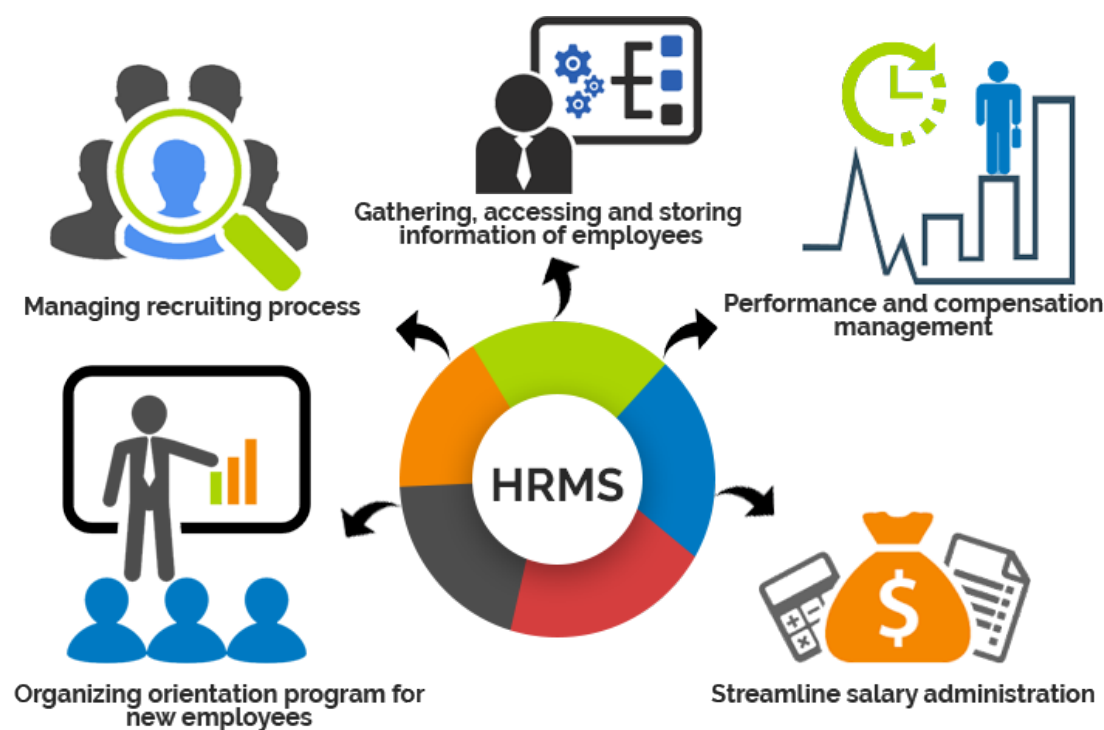 Gathering, accessing and storing
information of employees
Managing recruiting process
Performance and compensation
management
HRMS
$
Organizing orientation program for
new employees
Streamline salary administration